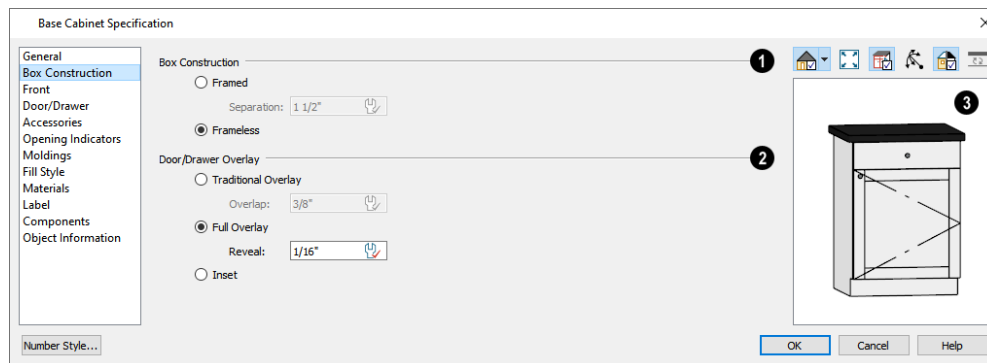 Base Cabinet Specification
General
Box Construction
Front
Door/Drawer
Accessories
Opening Indicators
Moldings
Fill Style
Materials
Label
Components
Object Information
Number Style...
Box Construction
1
Framed
Separation: 1 1/2"
Frameless
Door/Drawer Overlay
2
Traditional Overlay
Overlap: 3/8"
Full Overlay
Reveal: 1/16"
Inset
3
OK
Cancel
Help